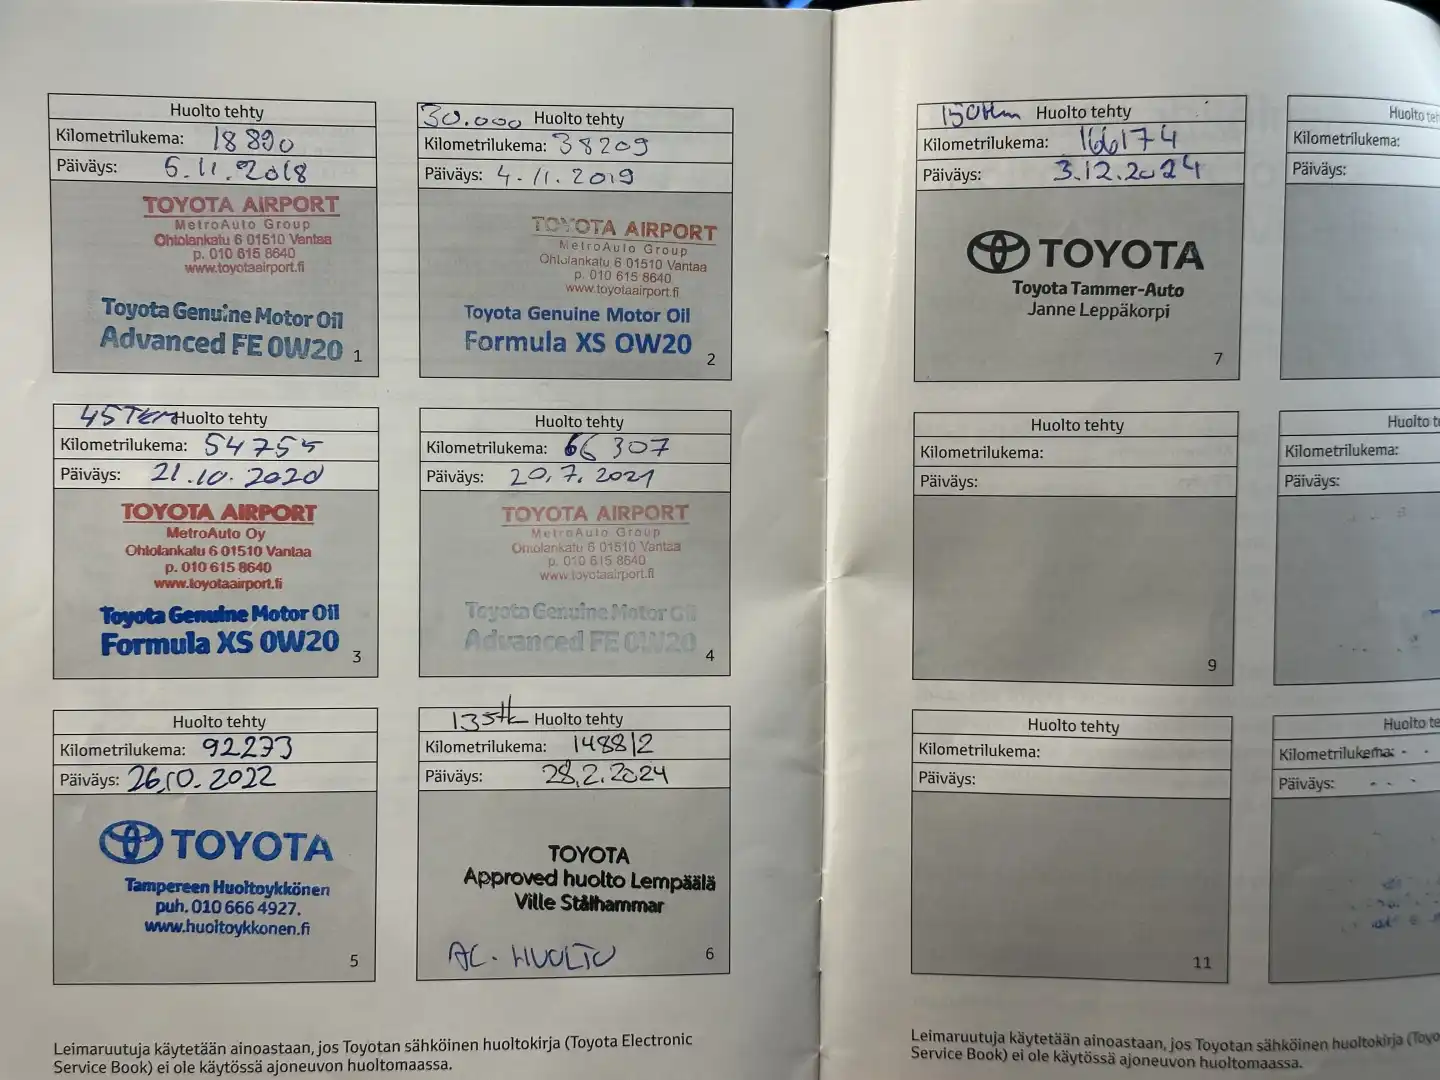 Huolto tehty
Kilometrilukema: 18 890
Päiväys: 5.11.2018
TOYOTA AIRPORT
MetroAuto Group
Ohtolankatu 6 01510 Vantaa
p. 010 615 8640
www.toyotaairport.fi
Toyota Genuine Motor Oil
Advanced FE 0W20
1
30.000 Huolto tehty
Kilometrilukema: 38209
Päiväys: 4.11.2019
TOYOTA AIRPORT
MetroAuto Group
Ohtolankatu 6 01510 Vantaa
p. 010 615 8640
www.toyotaairport.fi
Toyota Genuine Motor Oil
Formula XS 0W20
2
45TKM Huolto tehty
Kilometrilukema: 54755
Päiväys: 21.10.2020
TOYOTA AIRPORT
MetroAuto Oy
Ohtolankatu 6 01510 Vantaa
p. 010 615 8640
www.toyotaairport.fi
Toyota Genuine Motor Oil
Formula XS 0W20
3
Huolto tehty
Kilometrilukema: 66 307
Päiväys: 20.7.2021
TOYOTA AIRPORT
MetroAuto Group
Ohtolankatu 6 01510 Vantaa
p. 010 615 8640
www.toyotaairport.fi
Toyota Genuine Motor Oil
Advanced FE 0W20
4
Huolto tehty
Kilometrilukema: 92273
Päiväys: 26.10.2022
TOYOTA
Tampereen Huoltoykkönen
puh. 010 666 4927.
www.huoltoykkonen.fi
5
135tk Huolto tehty
Kilometrilukema: 148812
Päiväys: 28.2.2024
TOYOTA
Approved huolto Lempäälä
Ville Stålhammar
AC. HUOLTO
6
Leimaruutuja käytetään ainoastaan, jos Toyotan sähköinen huoltokirja (Toyota Electronic
Service Book) ei ole käytössä ajoneuvon huoltomaassa.
150tkm Huolto tehty
Kilometrilukema: 166174
Päiväys: 3.12.2024
TOYOTA
Toyota Tammer-Auto
Janne Leppäkorpi
7
Huolto teh
Kilometrilukema:
Päiväys:
Huolto tehty
Kilometrilukema:
Päiväys:
9
Huolto t
Kilometrilukema:
Päiväys:
Huolto tehty
Kilometrilukema:
Päiväys:
11
Huolto te
Kilometrilukema:
Päiväys:
Leimaruutuja käytetään ainoastaan, jos Toyotan sähköinen huoltokirja (Toyo
Service Book) ei ole käytössä ajoneuvon huoltomaassa.